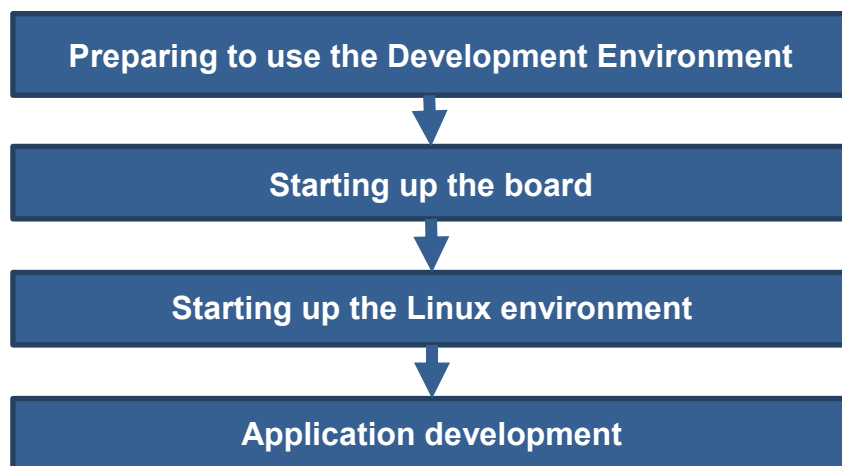 Preparing to use the Development Environment
Starting up the board
Starting up the Linux environment
Application development